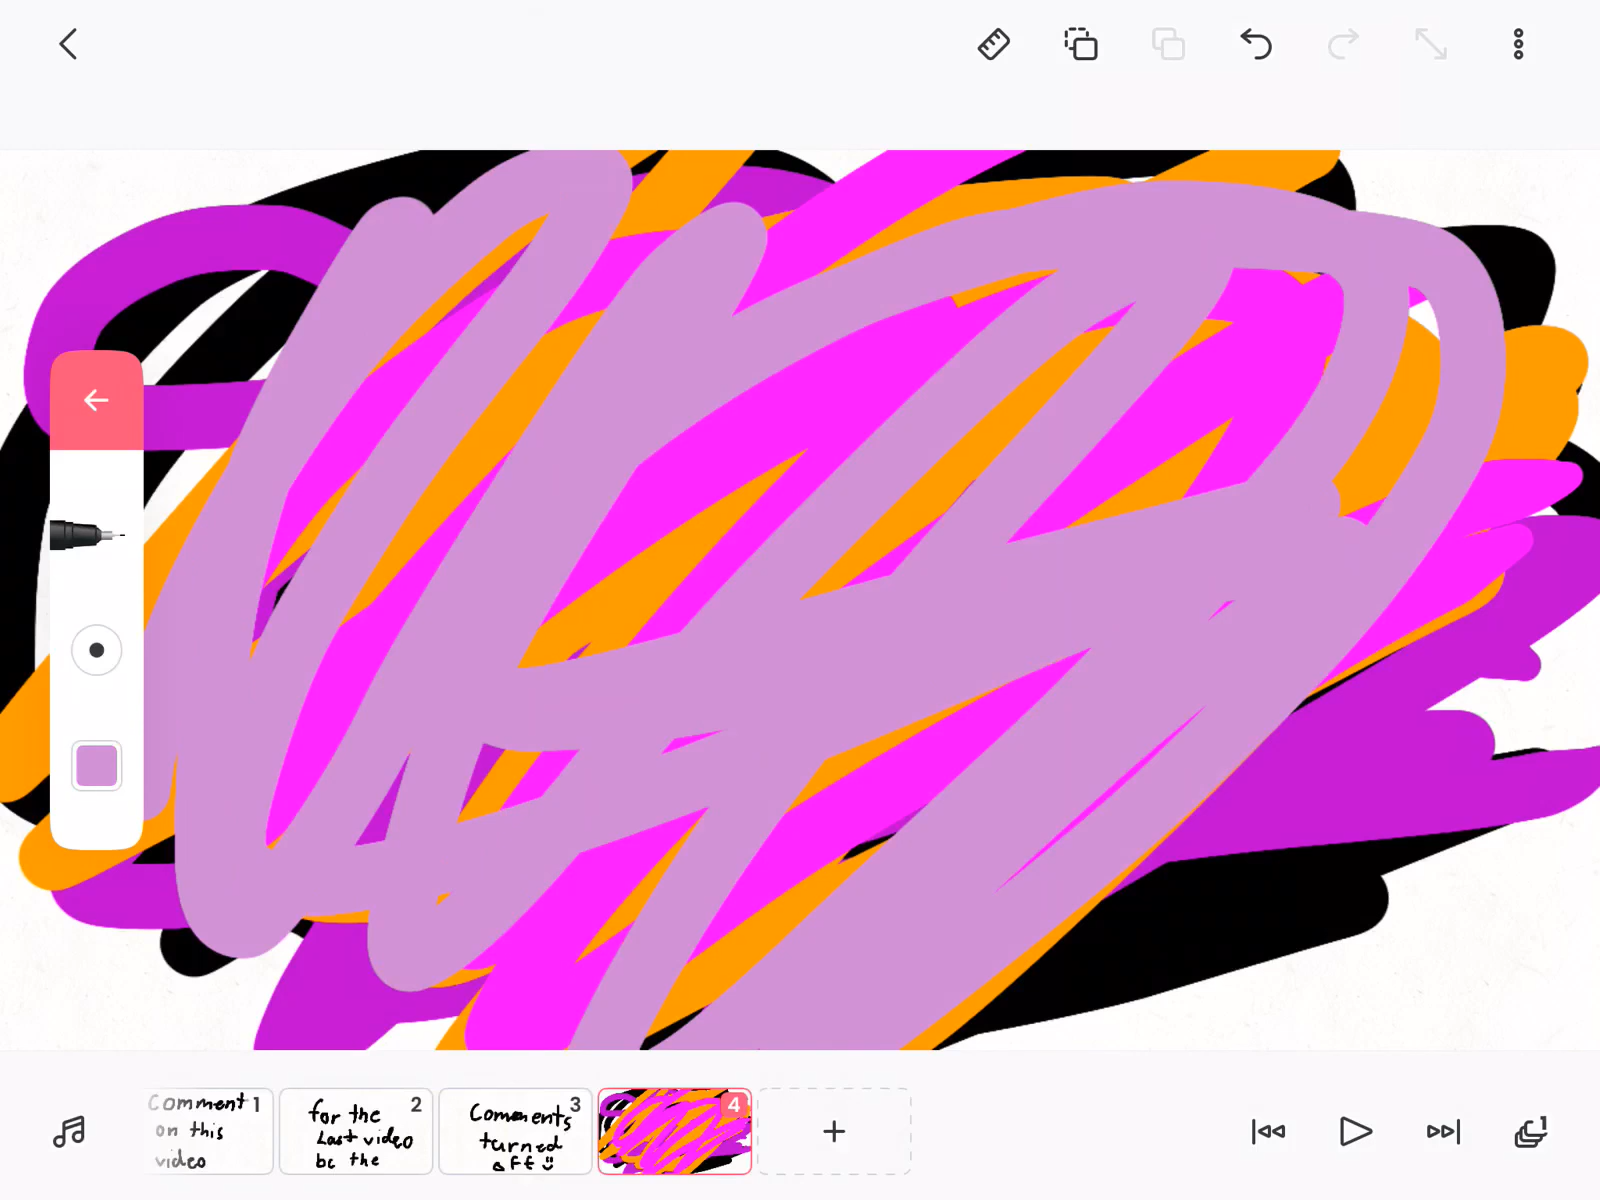 Comment 1
on this
video
for the 2
Last video
bc the
Comments 3
turned
off
4